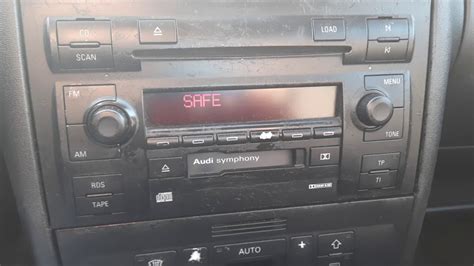 CD
SCAN
LOAD
SAFE
FM
MENU
AM
TONE
Audi symphony
RDS
TAPE
TP
TI
AUTO